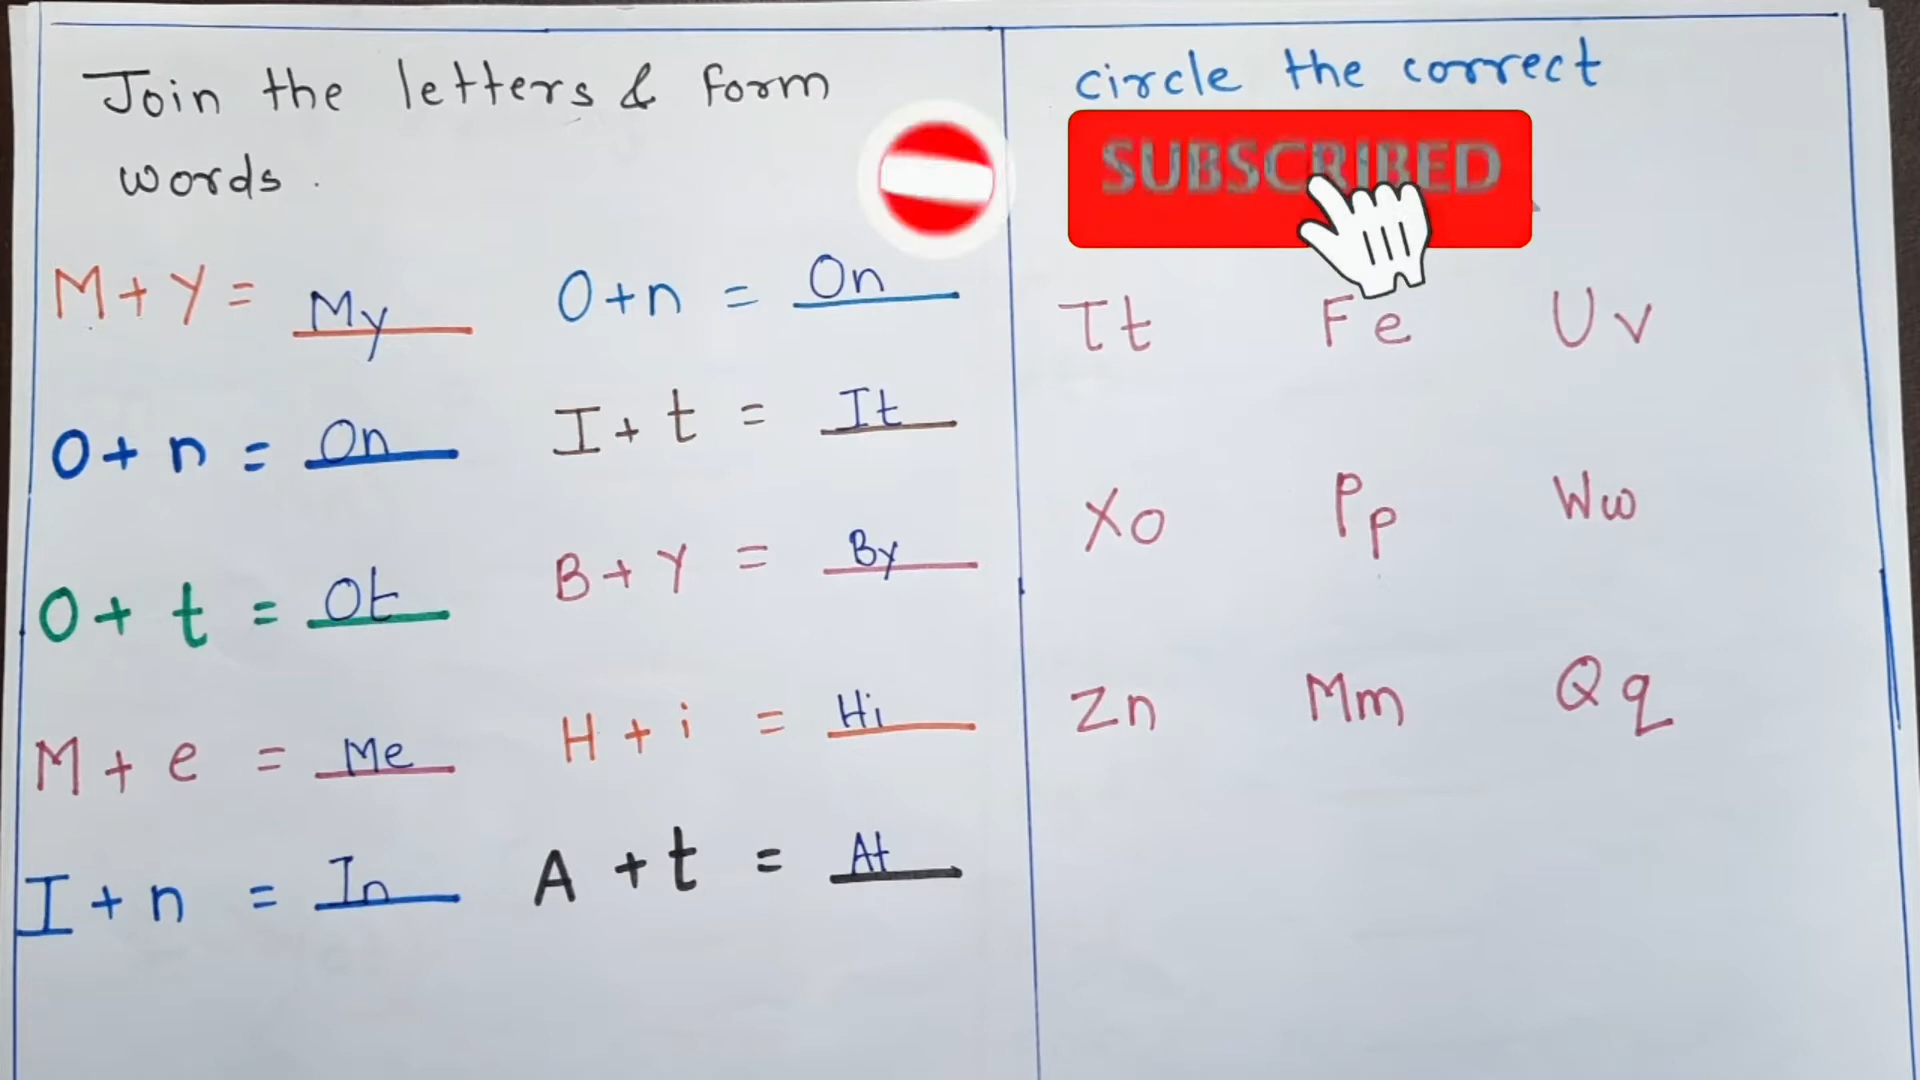 Join the letters & form
words.
M + y = My
O + n = On
O + n = On
I + t = It
O + t = Ot
B + y = By
M + e = Me
H + i = Hi
I + n = In
A + t = At
circle the correct
SUBSCRIBED
Tt Fe Uv
Xo Pp Ww
Zn Mm Qq